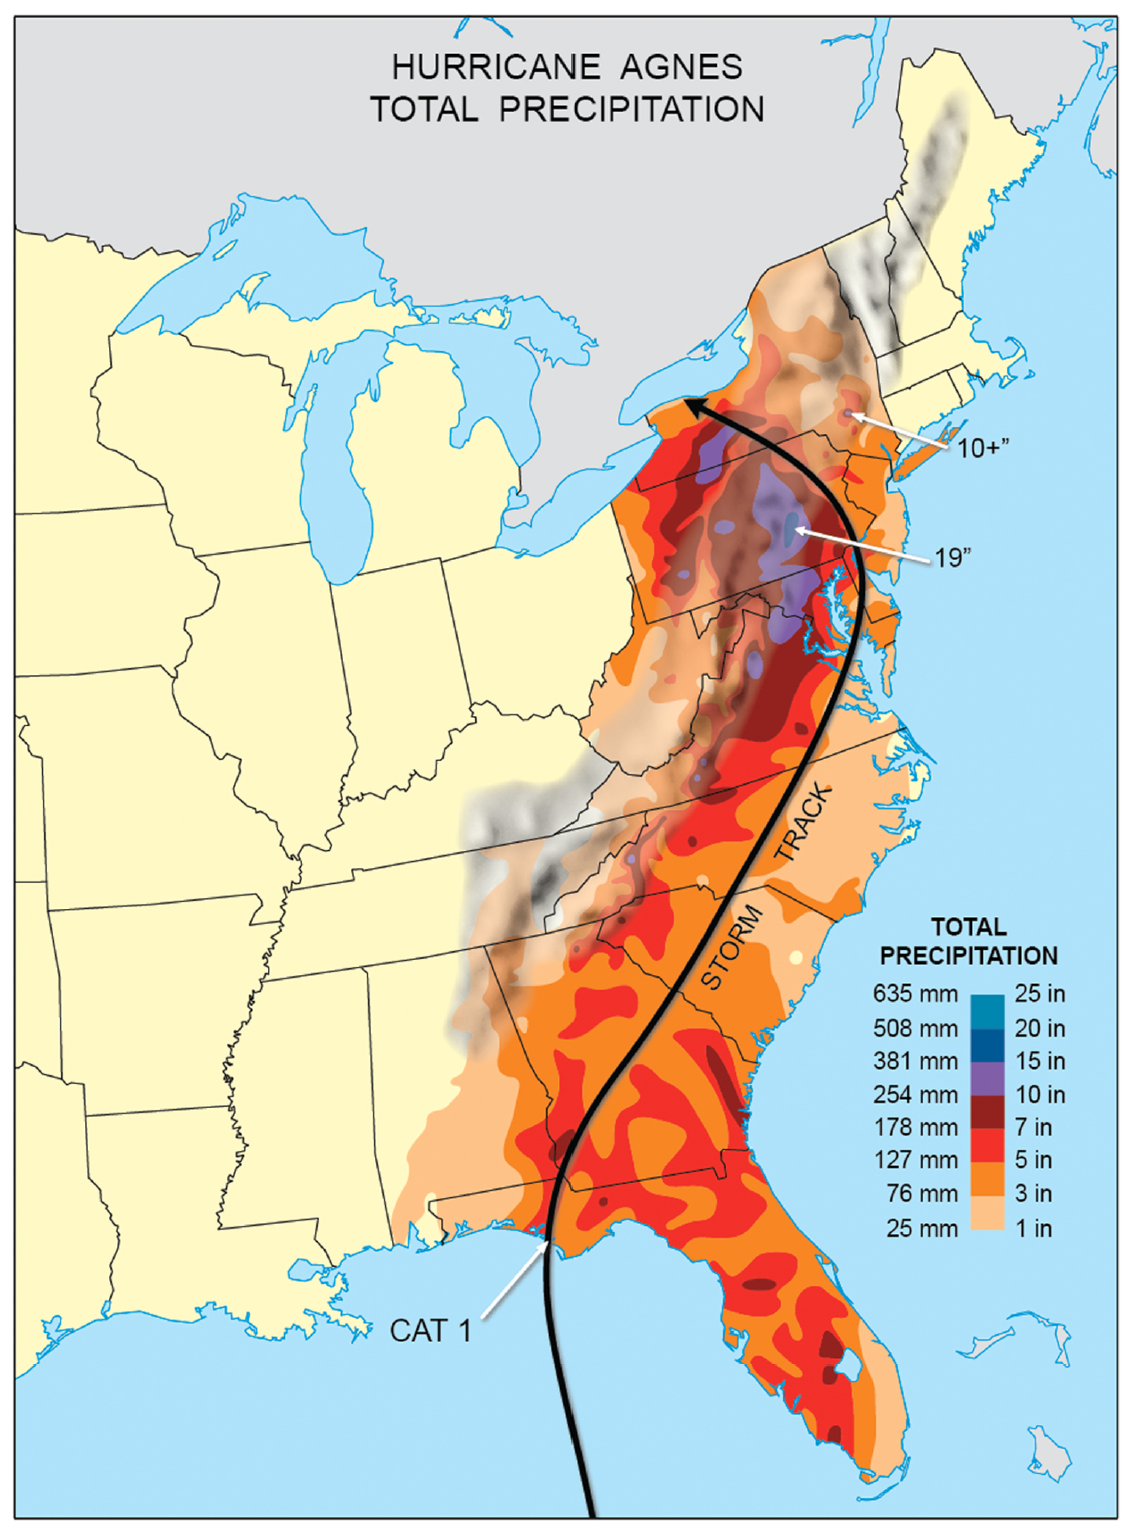 HURRICANE AGNES
TOTAL PRECIPITATION
10+”
19”
TRACK
STORM
CAT 1
TOTAL
PRECIPITATION
635 mm 25 in
508 mm 20 in
381 mm 15 in
254 mm 10 in
178 mm 7 in
127 mm 5 in
76 mm 3 in
25 mm 1 in